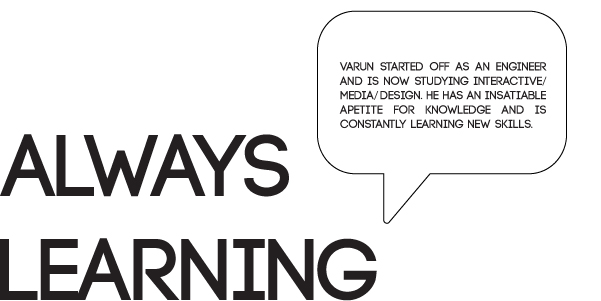 VARUN STARTED OFF AS AN ENGINEER
AND IS NOW STUDYING INTERACTIVE/
MEDIA/DESIGN. HE HAS AN INSATIABLE
APETITE FOR KNOWLEDGE AND IS
CONSTANTLY LEARNING NEW SKILLS.
ALWAYS
LEARNING